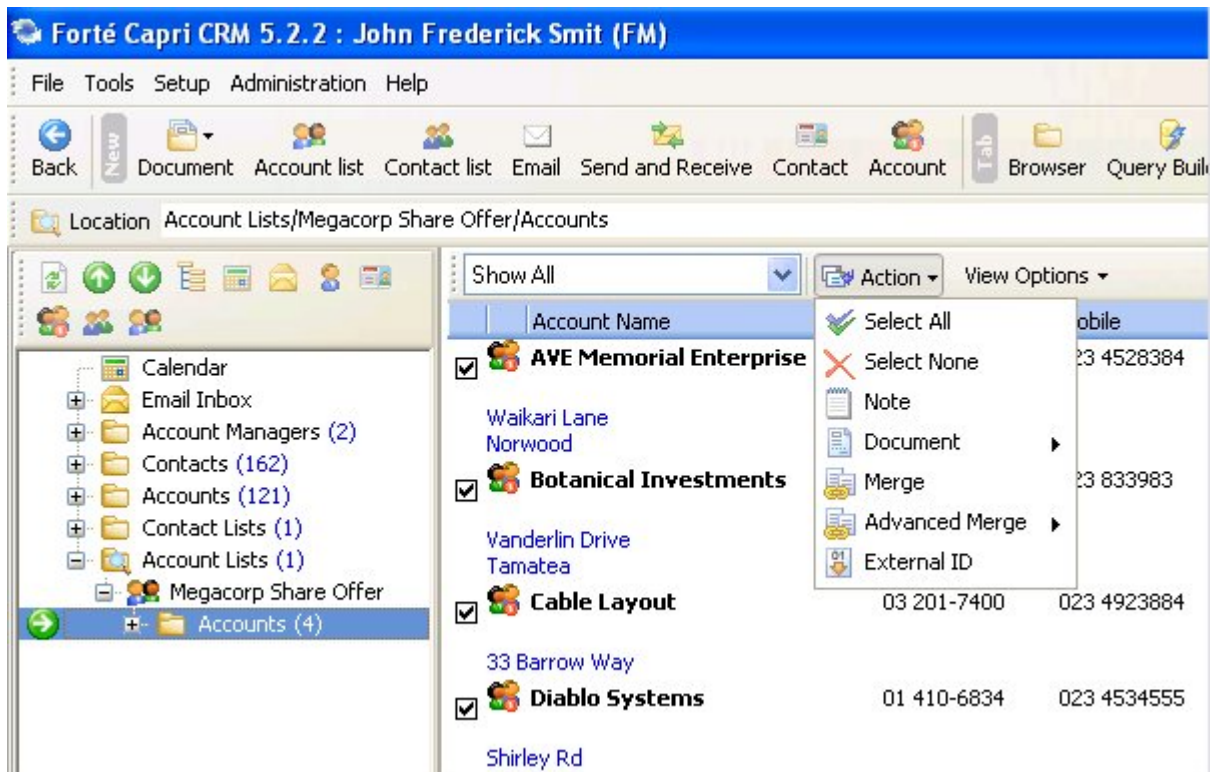 Forté Capri CRM 5.2.2 : John Frederick Smit (FM)
File Tools Setup Administration Help
Back New Document Account list Contact list Email Send and Receive Contact Account Tab Browser Query Buil
Location Account Lists/Megacorp Share Offer/Accounts
Show All Action View Options
Account Name obile
Select All
Select None
Note
Document
Merge
Advanced Merge
External ID
Calendar
Email Inbox
Account Managers (2)
Contacts (162)
Accounts (121)
Contact Lists (1)
Account Lists (1)
Megacorp Share Offer
Accounts (4)
AVE Memorial Enterprise 23 4528384
Waikari Lane
Norwood
Botanical Investments 23 833983
Vanderlin Drive
Tamatea
Cable Layout 03 201-7400 023 4923884
33 Barrow Way
Diablo Systems 01 410-6834 023 4534555
Shirley Rd